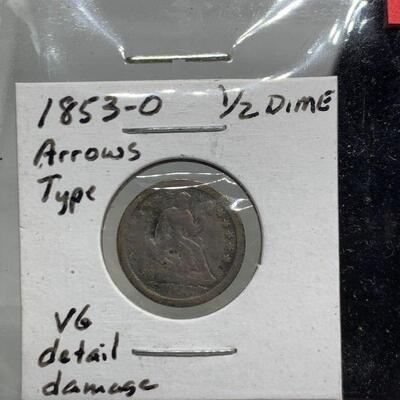 1853-O 1/2 DIME
Arrows
Type
VG
detail
damage